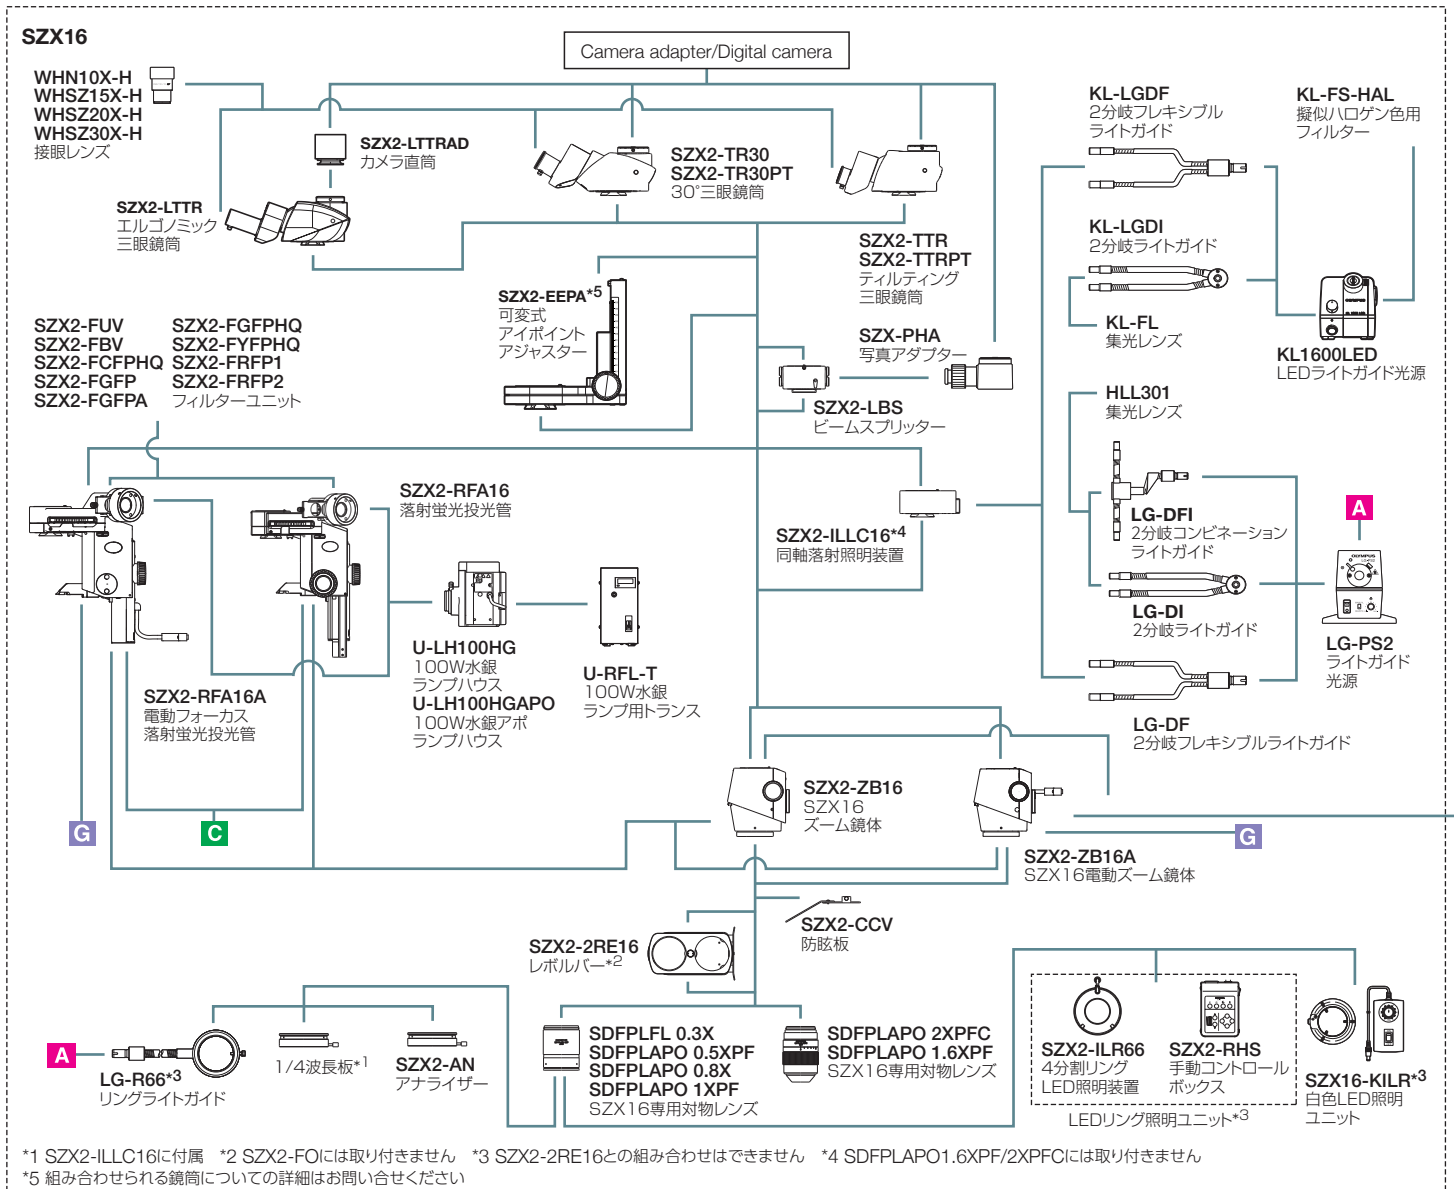 SZX16
Camera adapter/Digital camera
WHN10X-H
WHSZ15X-H
WHSZ20X-H
WHSZ30X-H
接眼レンズ
SZX2-LTTRAD
カメラ直筒
SZX2-LTTR
エルゴノミック
三眼鏡筒
SZX2-TR30
SZX2-TR30PT
30°三眼鏡筒
SZX2-TTR
SZX2-TTRPT
ティルティング
三眼鏡筒
SZX2-EEPA*5
可変式
アイポイント
アジャスター
SZX-PHA
写真アダプター
SZX2-LBS
ビームスプリッター
KL-LGDF
2分岐フレキシブル
ライトガイド
KL-FS-HAL
擬似ハロゲン色用
フィルター
KL-LGDI
2分岐ライトガイド
KL-FL
集光レンズ
KL1600LED
LEDライトガイド光源
HLL301
集光レンズ
LG-DFI
2分岐コンビネーション
ライトガイド
LG-DI
2分岐ライトガイド
A
OLYMPUS
LG-PS2
ライトガイド
光源
LG-DF
2分岐フレキシブルライトガイド
SZX2-FUV
SZX2-FBV
SZX2-FCFPHQ
SZX2-FGFP
SZX2-FGFPA
SZX2-FGFPHQ
SZX2-FYFPHQ
SZX2-FRFP1
SZX2-FRFP2
フィルターユニット
SZX2-RFA16
落射蛍光投光管
SZX2-ILLC16*4
同軸落射照明装置
U-LH100HG
100W水銀
ランプハウス
U-LH100HGAPO
100W水銀アポ
ランプハウス
U-RFL-T
100W水銀
ランプ用トランス
SZX2-RFA16A
電動フォーカス
落射蛍光投光管
G
C
SZX2-ZB16
SZX16
ズーム鏡体
G
SZX2-ZB16A
SZX16電動ズーム鏡体
SZX2-CCV
防眩板
SZX2-2RE16
レボルバー*2
A
LG-R66*3
リングライトガイド
1/4波長板*1
SZX2-AN
アナライザー
SDFPLFL 0.3X
SDFPLAPO 0.5XPF
SDFPLAPO 0.8X
SDFPLAPO 1XPF
SZX16専用対物レンズ
SDFPLAPO 2XPFC
SDFPLAPO 1.6XPF
SZX16専用対物レンズ
SZX2-ILR66
4分割リング
LED照明装置
SZX2-RHS
手動コントロール
ボックス
LEDリング照明ユニット*3
SZX16-KILR*3
白色LED照明
ユニット
*1 SZX2-ILLC16に付属 *2 SZX2-FOには取り付きません *3 SZX2-2RE16との組み合わせはできません *4 SDFPLAPO1.6XPF/2XPFCには取り付きません
*5 組み合わせられる鏡筒についての詳細はお問い合せください